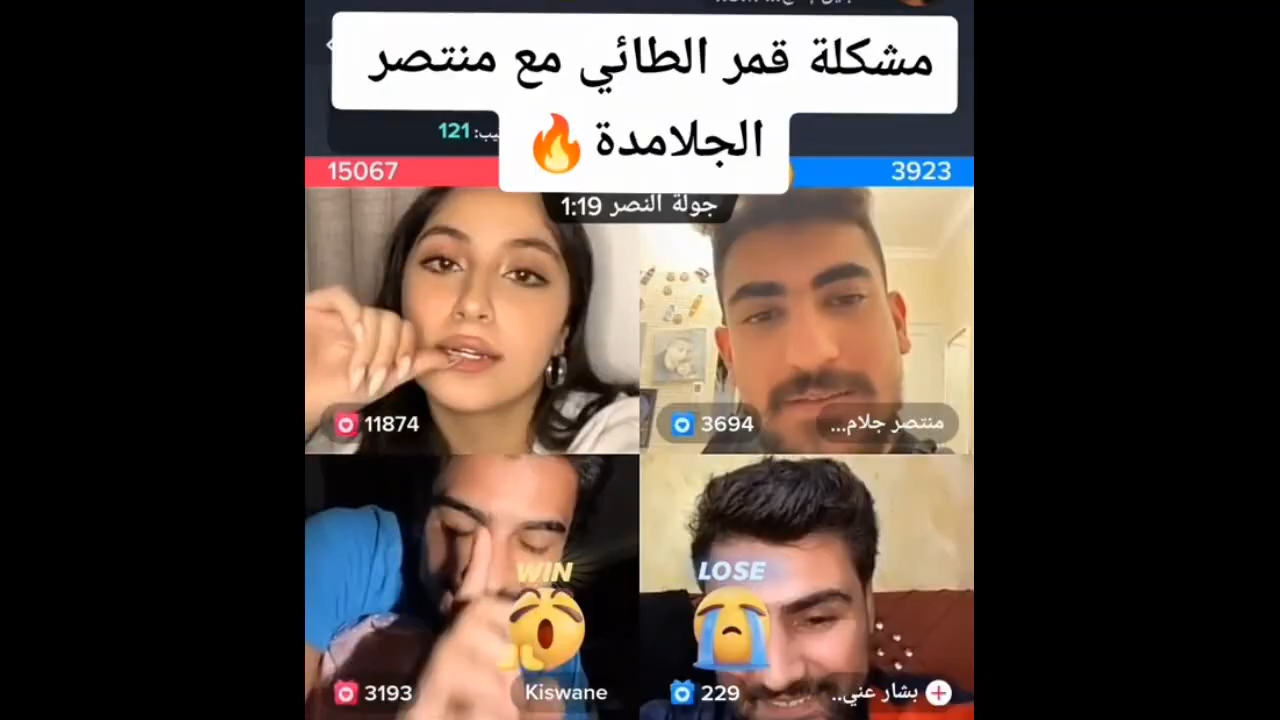 مشكلة قمر الطائي مع منتصر
الجلامدة 🔥
121
15067
3923
جولة النصر 1:19
11874
3694
منتصر جلام...
WIN
LOSE
3193
Kiswane
229
بشار عني..